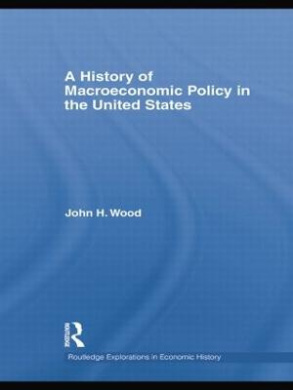 A History of
Macroeconomic Policy in
the United States
John H. Wood
Routledge
Routledge Explorations in Economic History